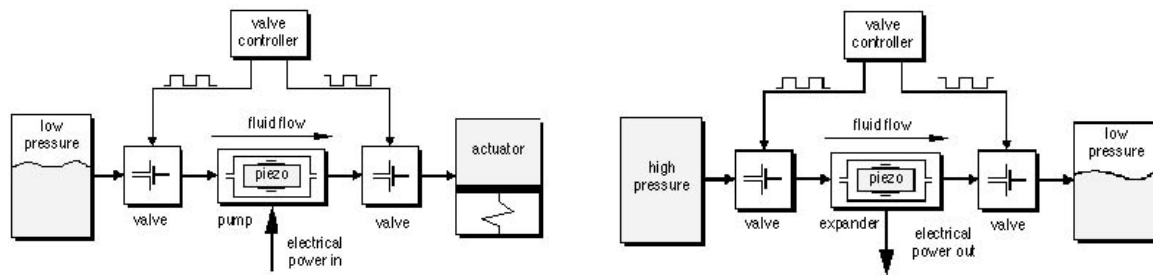 valve
controller
low
pressure
fluid flow
actuator
piezo
valve
pump
valve
electrical
power in
valve
controller
high
pressure
fluid flow
low
pressure
piezo
valve
expander
valve
electrical
power out